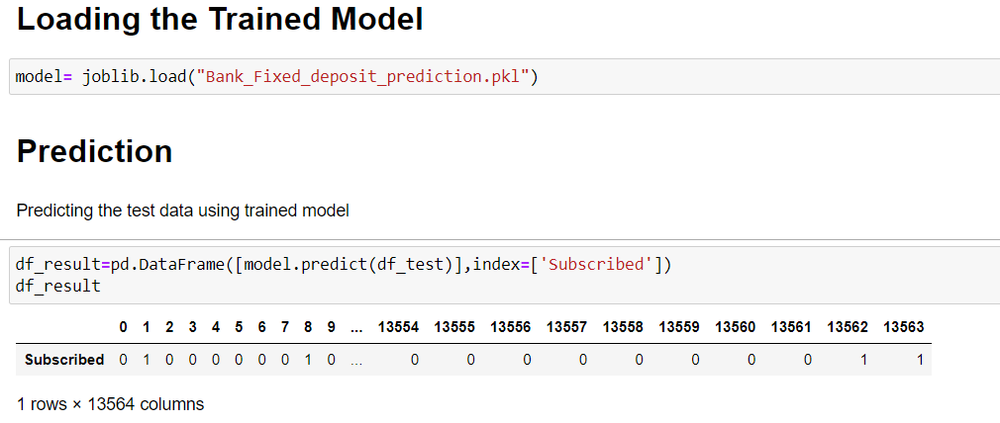 Loading the Trained Model
model= joblib.load("Bank_Fixed_deposit_prediction.pkl")
Prediction
Predicting the test data using trained model
df_result=pd.DataFrame([model.predict(df_test)],index=['Subscribed'])
df_result
0 1 2 3 4 5 6 7 8 9 ... 13554 13555 13556 13557 13558 13559 13560 13561 13562 13563
Subscribed 0 1 0 0 0 0 0 0 1 0 ... 0 0 0 0 0 0 0 0 1 1
1 rows × 13564 columns